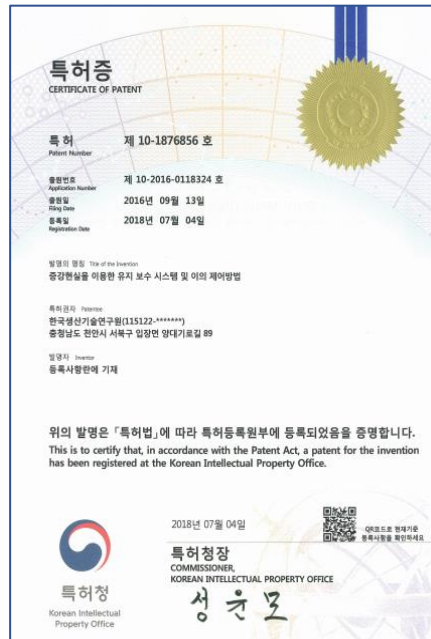 특허증
CERTIFICATE OF PATENT
특 허 제 10-1876856 호
Patent Number
출원번호 제 10-2016-0118324 호
Application Number
출원일 2016년 09월 13일
Filing Date
등록일 2018년 07월 04일
Registration Date
발명의 명칭 Title of the Invention
증강현실을 이용한 유지 보수 시스템 및 이의 제어방법
특허권자 Patentee
한국생산기술연구원(115122-*******)
충청남도 천안시 서북구 입장면 양대기로길 89
발명자 Inventor
등록사항란에 기재
위의 발명은 「특허법」에 따라 특허등록원부에 등록되었음을 증명합니다.
This is to certify that, in accordance with the Patent Act, a patent for the invention
has been registered at the Korean Intellectual Property Office.
2018년 07월 04일
QR코드로 현재기준
등록사항을 확인하세요
특허청장
COMMISSIONER,
KOREAN INTELLECTUAL PROPERTY OFFICE
성윤모
특허청
Korean Intellectual
Property Office